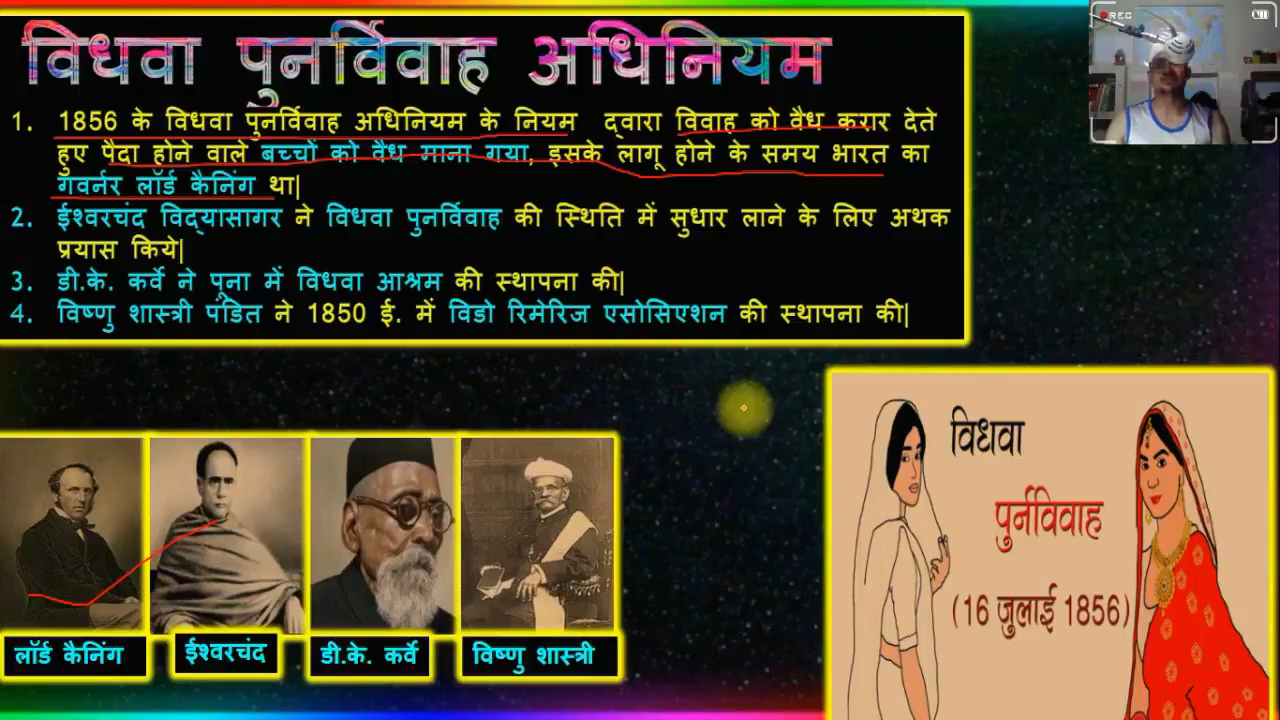 विधवा पुनर्विवाह अधिनियम
REC
1. 1856 के विधवा पुनर्विवाह अधिनियम के नियम द्वारा विवाह को वैध करार देते
हुए पैदा होने वाले बच्चों को वैध माना गया, इसके लागू होने के समय भारत का
गवर्नर लॉर्ड कैनिंग था|
2. ईश्वरचंद विद्यासागर ने विधवा पुनर्विवाह की स्थिति में सुधार लाने के लिए अथक
प्रयास किये|
3. डी.के. कर्वे ने पूना में विधवा आश्रम की स्थापना की|
4. विष्णु शास्त्री पंडित ने 1850 ई. में विडो रिमेरिज एसोसिएशन की स्थापना की|
विधवा
पुर्नविवाह
(16 जुलाई 1856)
लॉर्ड कैनिंग
ईश्वरचंद
डी.के. कर्वे
विष्णु शास्त्री